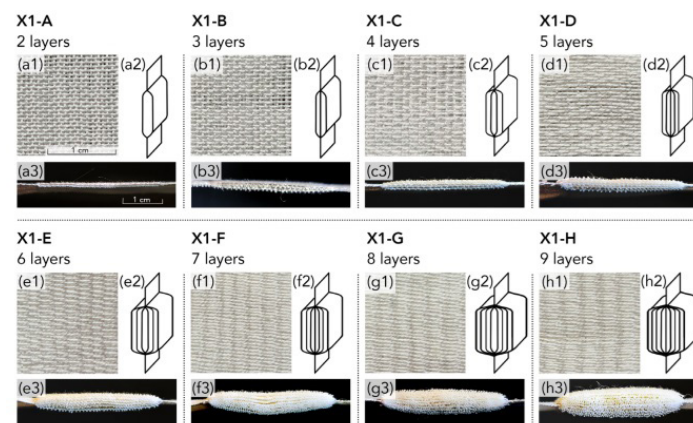 X1-A
2 layers
(a1)
(a2)
1 cm
(a3)
1 cm
X1-B
3 layers
(b1)
(b2)
(b3)
X1-C
4 layers
(c1)
(c2)
(c3)
X1-D
5 layers
(d1)
(d2)
(d3)
X1-E
6 layers
(e1)
(e2)
(e3)
X1-F
7 layers
(f1)
(f2)
(f3)
X1-G
8 layers
(g1)
(g2)
(g3)
X1-H
9 layers
(h1)
(h2)
(h3)